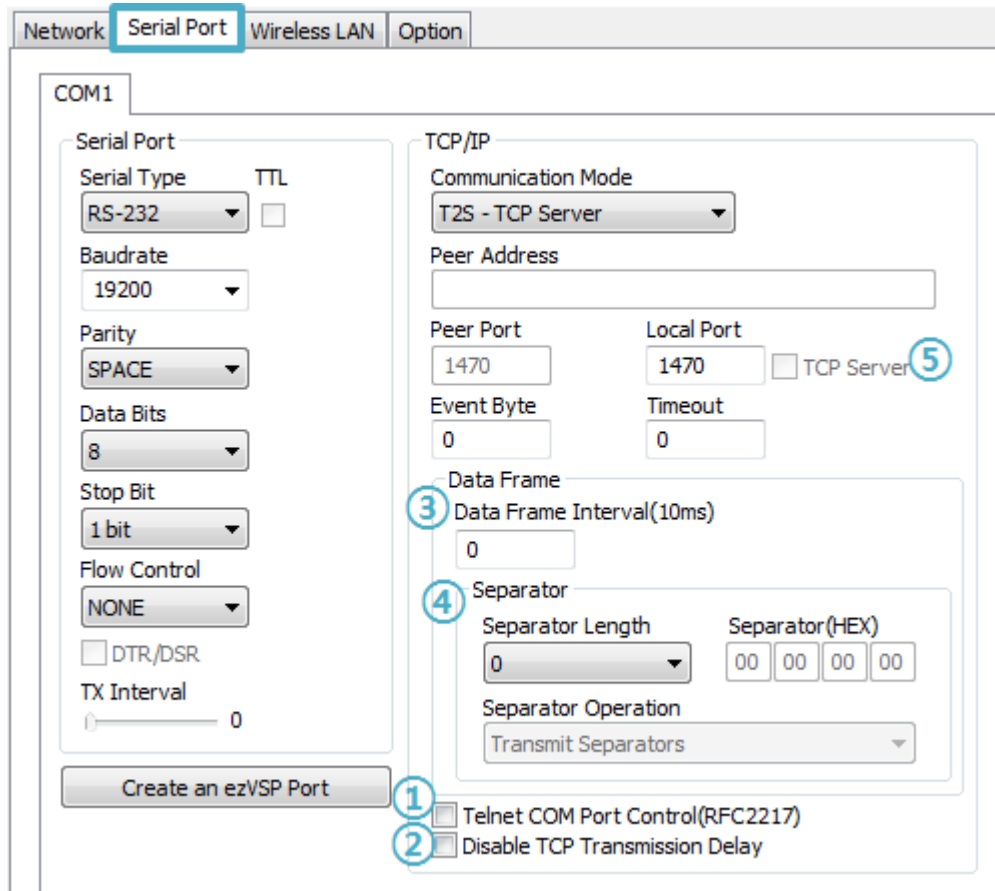 Network Serial Port Wireless LAN Option
COM1
Serial Port
Serial Type TTL
RS-232
Baudrate
19200
Parity
SPACE
Data Bits
8
Stop Bit
1 bit
Flow Control
NONE
DTR/DSR
TX Interval
0
Create an ezVSP Port
TCP/IP
Communication Mode
T2S - TCP Server
Peer Address
Peer Port Local Port
1470 1470 TCP Server ⑤
Event Byte Timeout
0 0
Data Frame
③ Data Frame Interval(10ms)
0
④ Separator
Separator Length Separator(HEX)
0 00 00 00 00
Separator Operation
Transmit Separators
① Telnet COM Port Control(RFC2217)
② Disable TCP Transmission Delay